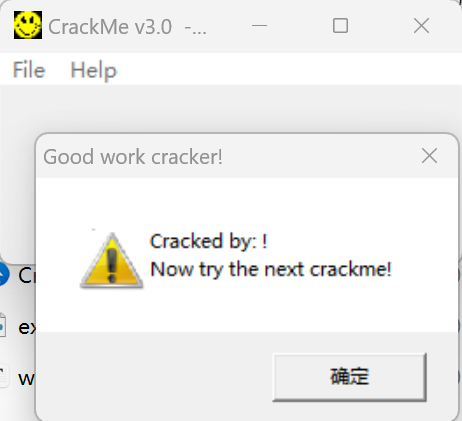 CrackMe v3.0 -...
File Help
Good work cracker!
Cracked by: !
Now try the next crackme!
Cr
ex
w
确定